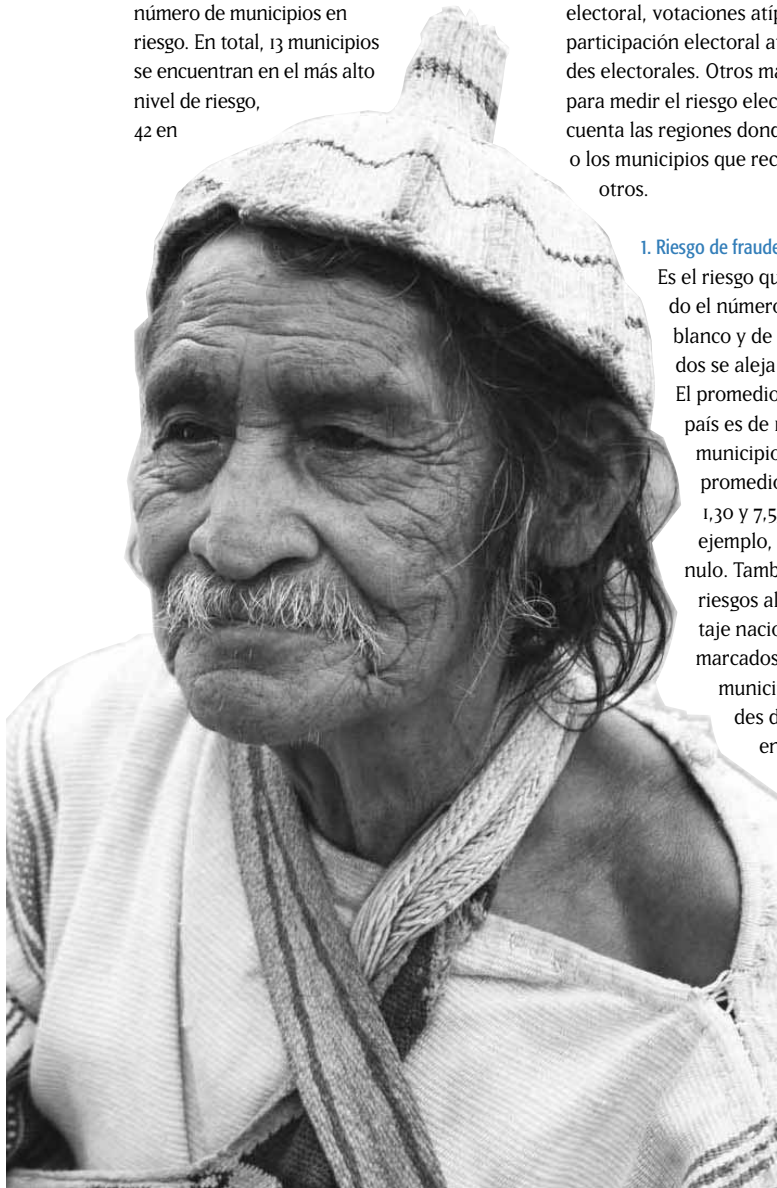 número de municipios en
riesgo. En total, 13 municipios
se encuentran en el más alto
nivel de riesgo,
42 en
electoral, votaciones atíp
participación electoral at
des electorales. Otros ma
para medir el riesgo elec
cuenta las regiones dond
o los municipios que rec
otros.
1. Riesgo de fraude
Es el riesgo qu
do el número
blanco y de
dos se aleja
El promedio
país es de
municipio
promedio
1,30 y 7,5
ejemplo,
nulo. Tamb
riesgos al
taje nacio
marcados
munici
des d
en